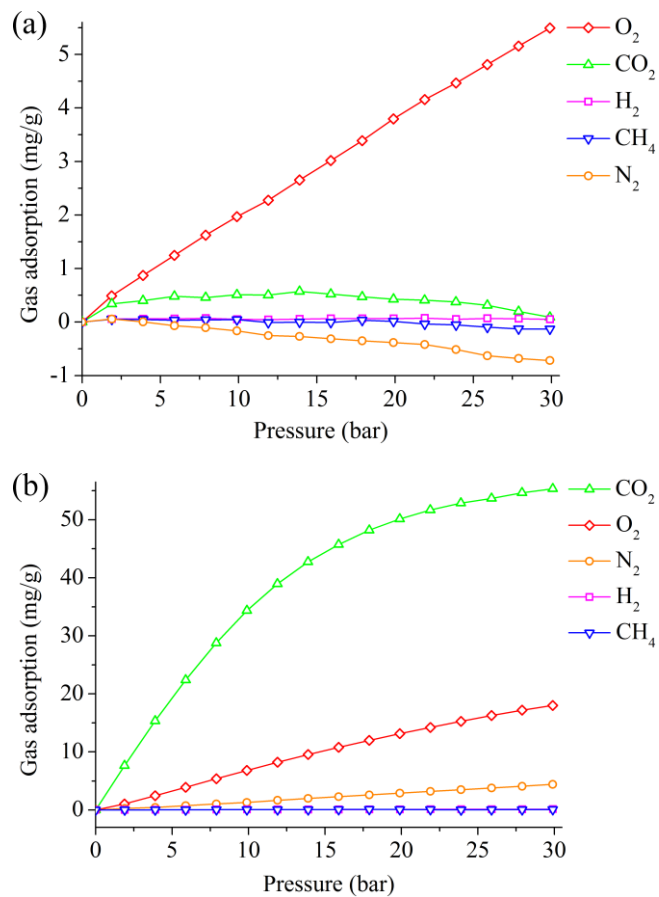 (a)
Gas adsorption (mg/g)
5
4
3
2
1
0
-1
0 5 10 15 20 25 30
Pressure (bar)
O₂
CO₂
H₂
CH₄
N₂
(b)
Gas adsorption (mg/g)
50
40
30
20
10
0
0 5 10 15 20 25 30
Pressure (bar)
CO₂
O₂
N₂
H₂
CH₄